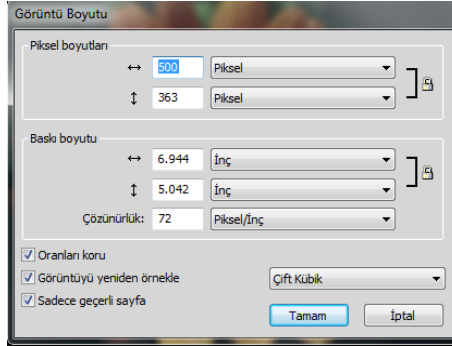 Görüntü Boyutu
Piksel boyutları
500 Piksel
363 Piksel
Baskı boyutu
6.944 İnç
5.042 İnç
Çözünürlük: 72 Piksel/İnç
Oranları koru
Görüntüyü yeniden örnekle Çift Kübik
Sadece geçerli sayfa
Tamam İptal